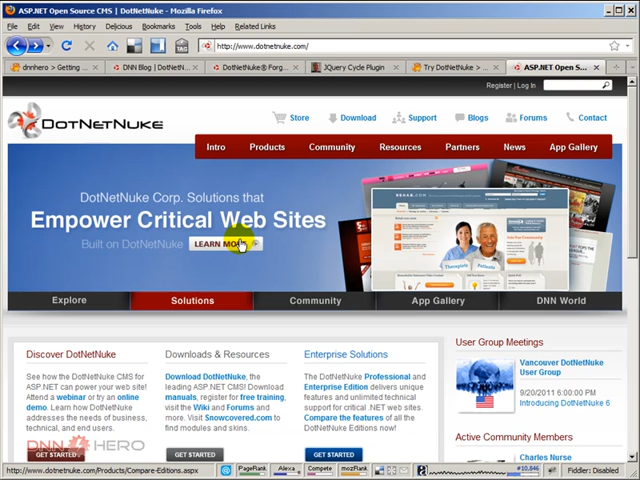 ASP.NET Open Source CMS | DotNetNuke - Mozilla Firefox
File Edit View History Delicious Bookmarks Tools Related Links
http://www.dotnetnuke.com/
dnnhero > Getting ...
DNN Blog | DotNetN...
DotNetNuke® Forg...
JQuery Cycle Plugin
Try DotNetNuke > ...
ASP.NET Open S...
Register | Log In
DOTNETNUKE
Store Download Support Blogs Forums Contact
Intro Products Community Resources Partners News App Gallery
DotNetNuke Corp. Solutions that
Empower Critical Web Sites
Built on DotNetNuke LEARN MORE
Therapists Patients
Explore Solutions Community App Gallery DNN World
Discover DotNetNuke
See how the DotNetNuke CMS for
ASP.NET can power your web site!
Attend a webinar or try an online
demo. Learn how DotNetNuke
addresses the needs of business,
technical, and end users.
GET STARTED
Downloads & Resources
Download DotNetNuke, the
leading ASP.NET CMS! Download
manuals, register for free training,
visit the Wiki and Forums and
more. Visit Snowcovered.com to
find modules and skins.
GET STARTED
Enterprise Solutions
The DotNetNuke Professional and
Enterprise Edition delivers unique
features and unlimited technical
support for critical .NET web sites.
Compare the features of all the
DotNetNuke Editions now!
GET STARTED
User Group Meetings
Vancouver DotNetNuke
User Group
9/20/2011 6:00:00 PM
Introducing DotNetNuke 6
Active Community Members
Charles Nurse
DNN HERO
http://www.dotnetnuke.com/Products/Compare-Editions.aspx
PageRank Alexa Compete mozRank #10,846 Fiddler: Disabled